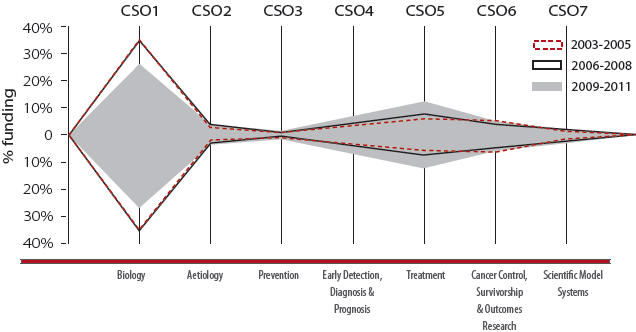 CSO1 CSO2 CSO3 CSO4 CSO5 CSO6 CSO7
40%
30%
20%
10%
0
10%
20%
30%
40%
% funding
2003-2005
2006-2008
2009-2011
Biology
Aetiology
Prevention
Early Detection,
Diagnosis &
Prognosis
Treatment
Cancer Control,
Survivorship
& Outcomes
Research
Scientific Model
Systems